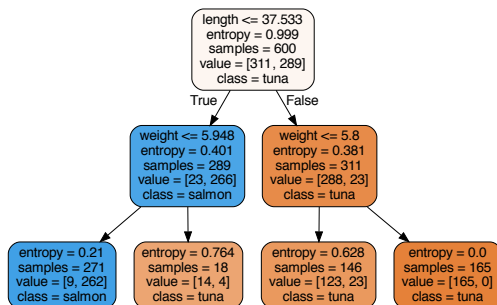 length <= 37.533
entropy = 0.999
samples = 600
value = [311, 289]
class = tuna
True
False
weight <= 5.948
entropy = 0.401
samples = 289
value = [23, 266]
class = salmon
weight <= 5.8
entropy = 0.381
samples = 311
value = [288, 23]
class = tuna
entropy = 0.21
samples = 271
value = [9, 262]
class = salmon
entropy = 0.764
samples = 18
value = [14, 4]
class = tuna
entropy = 0.628
samples = 146
value = [123, 23]
class = tuna
entropy = 0.0
samples = 165
value = [165, 0]
class = tuna